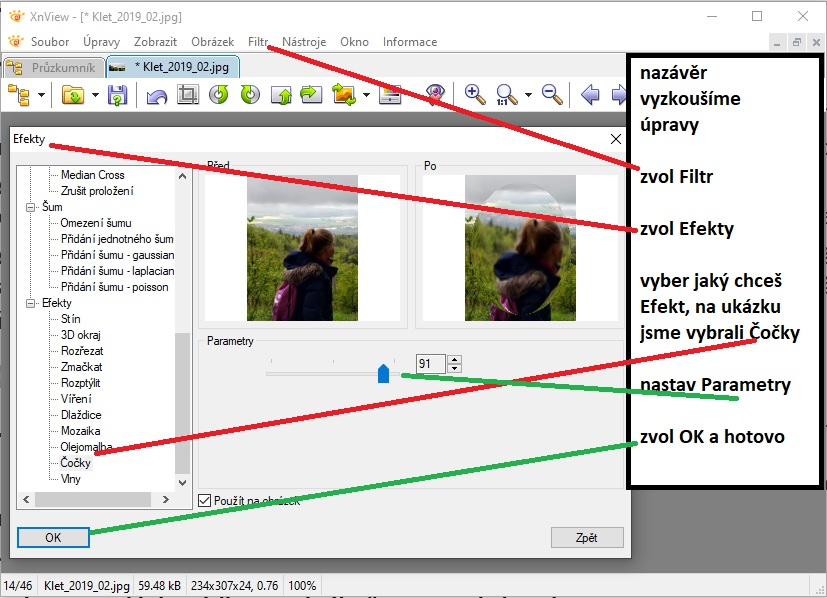 XnView - [* Klet_2019_02.jpg]
Soubor Úpravy Zobrazit Obrázek Filtr Nástroje Okno Informace
Průzkumník
* Klet_2019_02.jpg
1:1
Efekty
Median Cross
Zrušit proložení
Šum
Omezení šumu
Přidání jednotného šum
Přidání šumu - gaussian
Přidání šumu - laplacian
Přidání šumu - poisson
Efekty
Stín
3D okraj
Rozřezat
Zmačkat
Rozptýlit
Víření
Dlaždice
Mozaika
Olejomalba
Čočky
Vlny
Před
Po
Parametry
91
Použít na obrázek
OK
Zpět
14/46 Klet_2019_02.jpg 59.48 kB 234x307x24, 0.76 100%
nazávěr
vyzkoušíme
úpravy
zvol Filtr
zvol Efekty
vyber jaký chceš
Efekt, na ukázku
jsme vybrali Čočky
nastav Parametry
zvol OK a hotovo